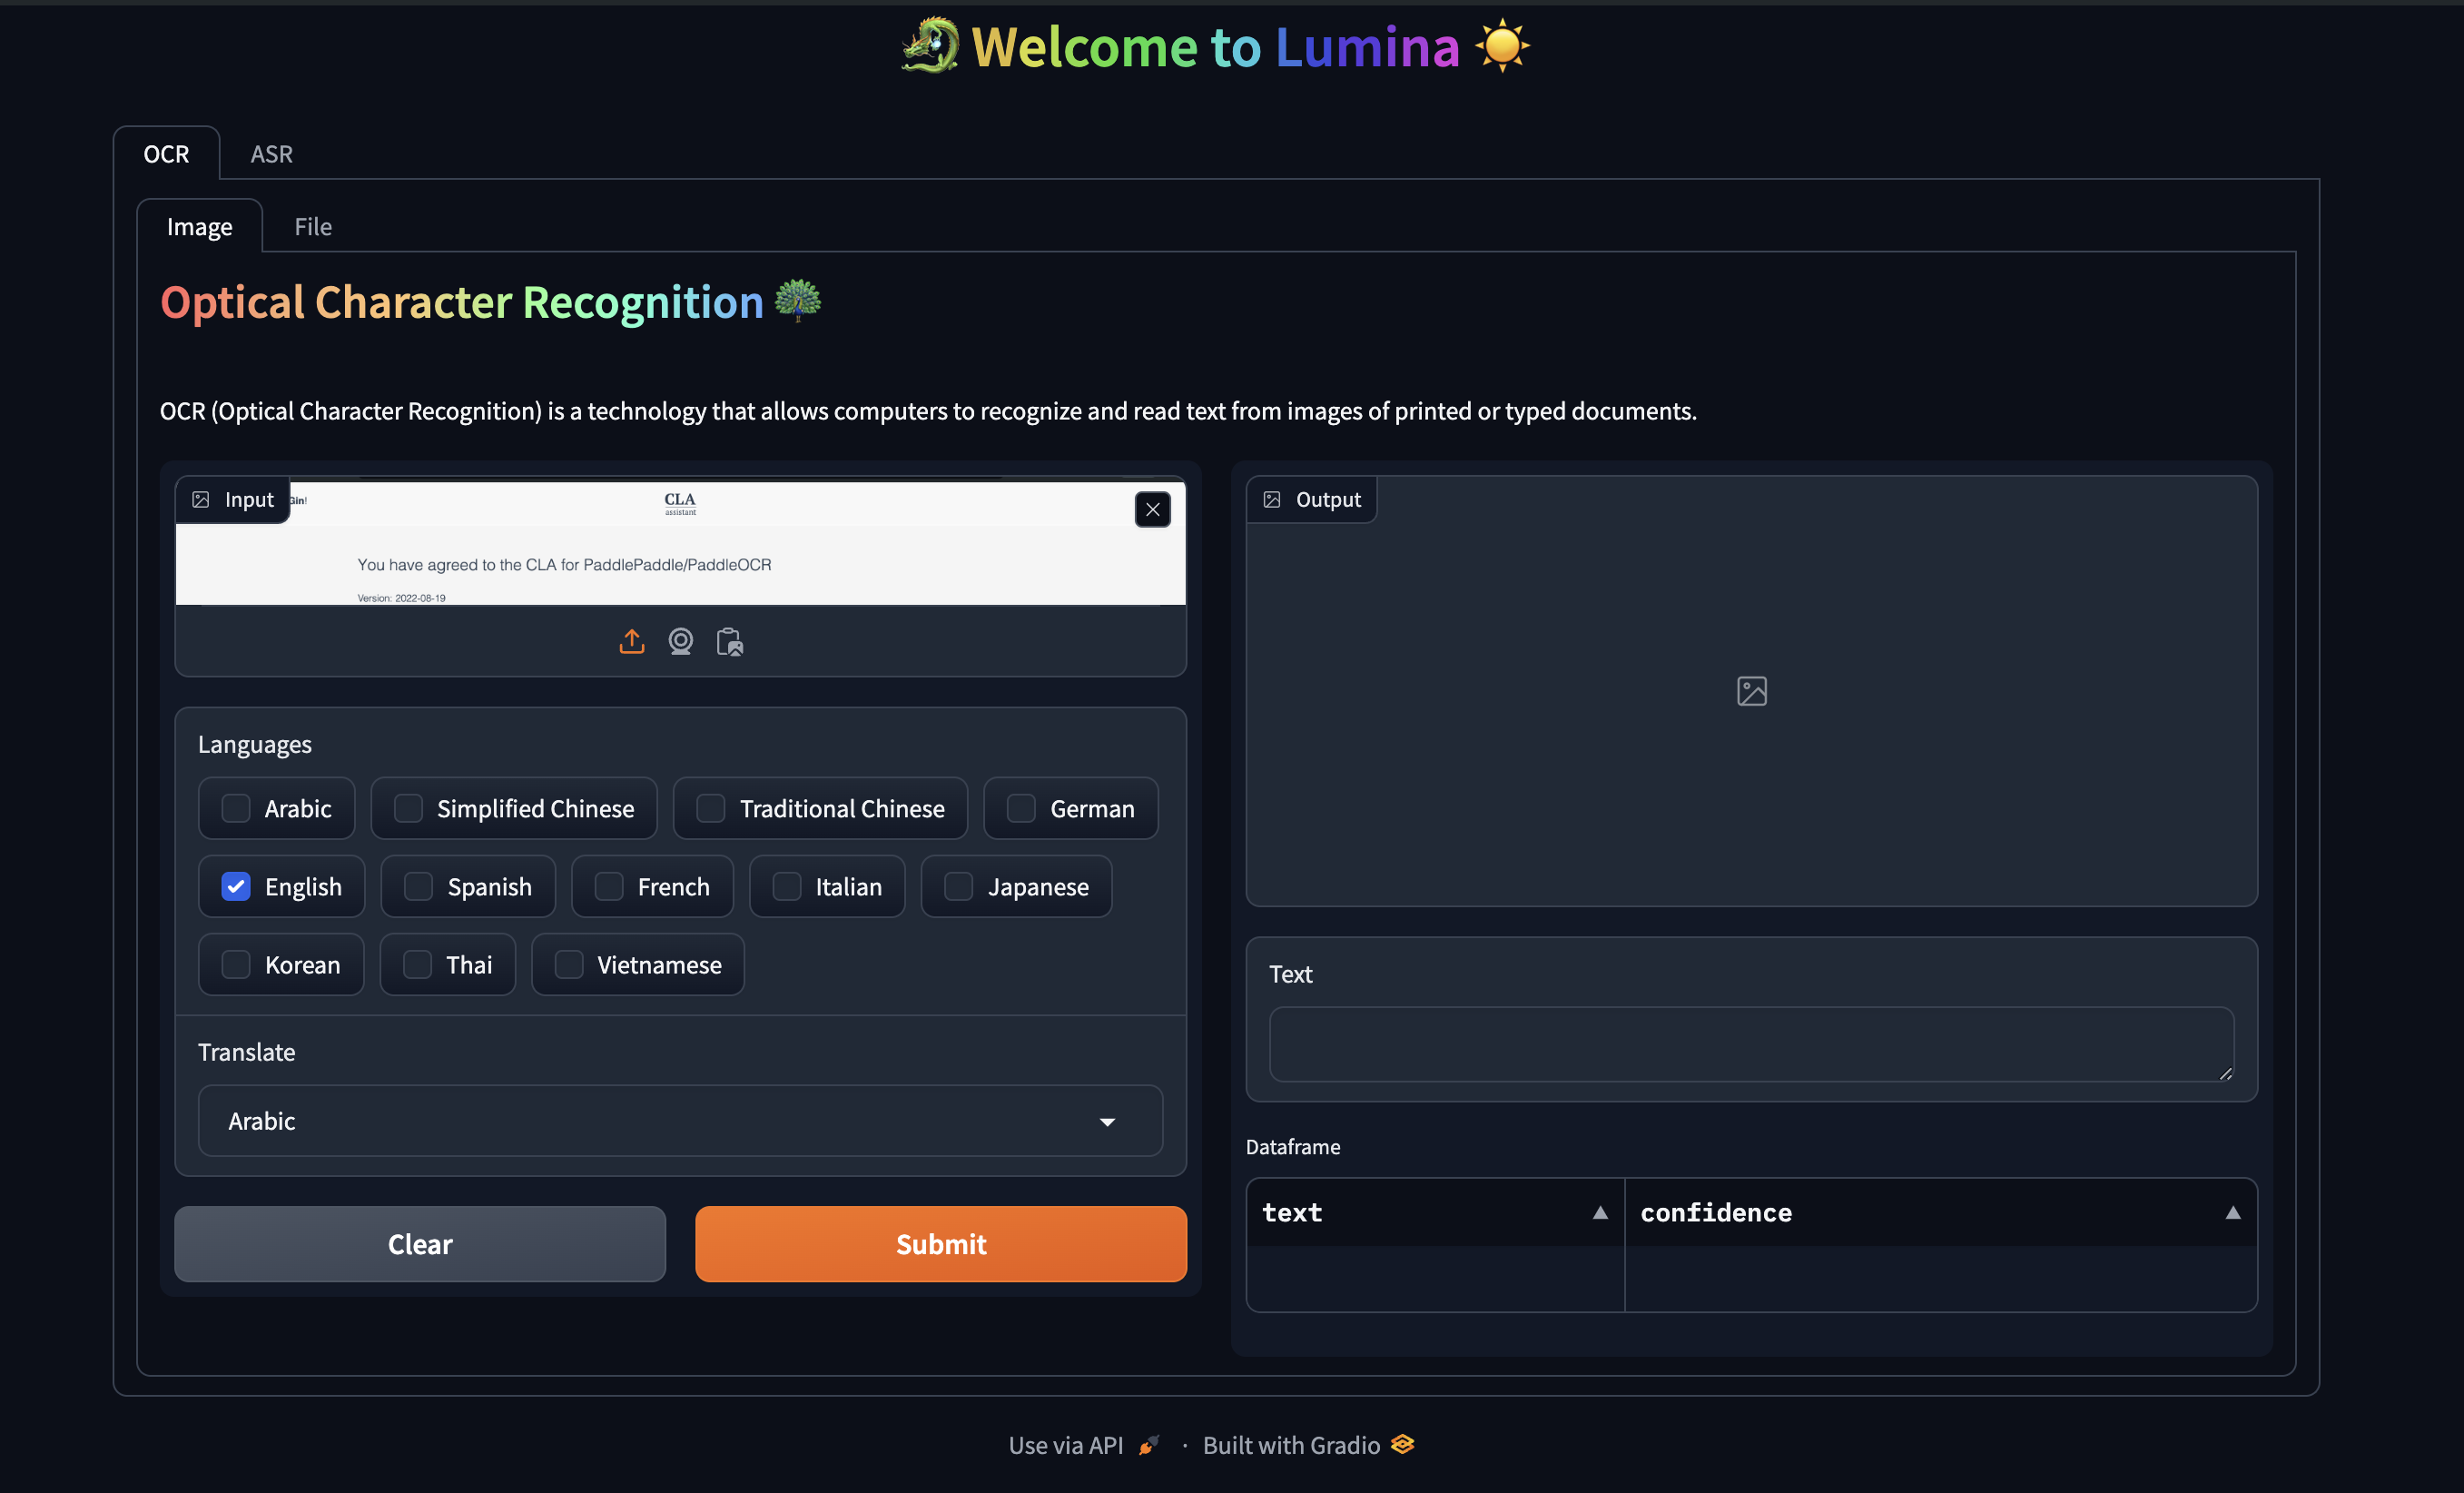 Welcome to Lumina
OCR
ASR
Image
File
Optical Character Recognition
OCR (Optical Character Recognition) is a technology that allows computers to recognize and read text from images of printed or typed documents.
Input
Gin!
CLA
assistant
You have agreed to the CLA for PaddlePaddle/PaddleOCR
Version: 2022-08-19
Languages
Arabic
Simplified Chinese
Traditional Chinese
German
English
Spanish
French
Italian
Japanese
Korean
Thai
Vietnamese
Translate
Arabic
Clear
Submit
Output
Text
Dataframe
text
confidence
Use via API · Built with Gradio